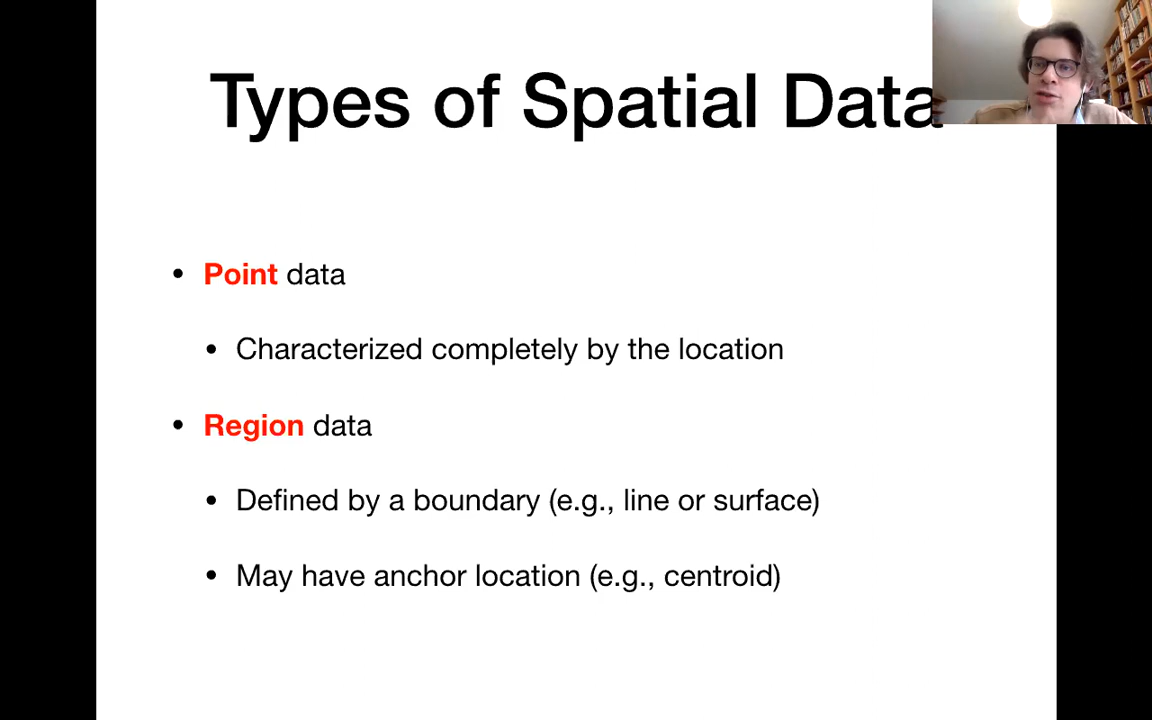 Types of Spatial Data
• Point data
• Characterized completely by the location
• Region data
• Defined by a boundary (e.g., line or surface)
• May have anchor location (e.g., centroid)